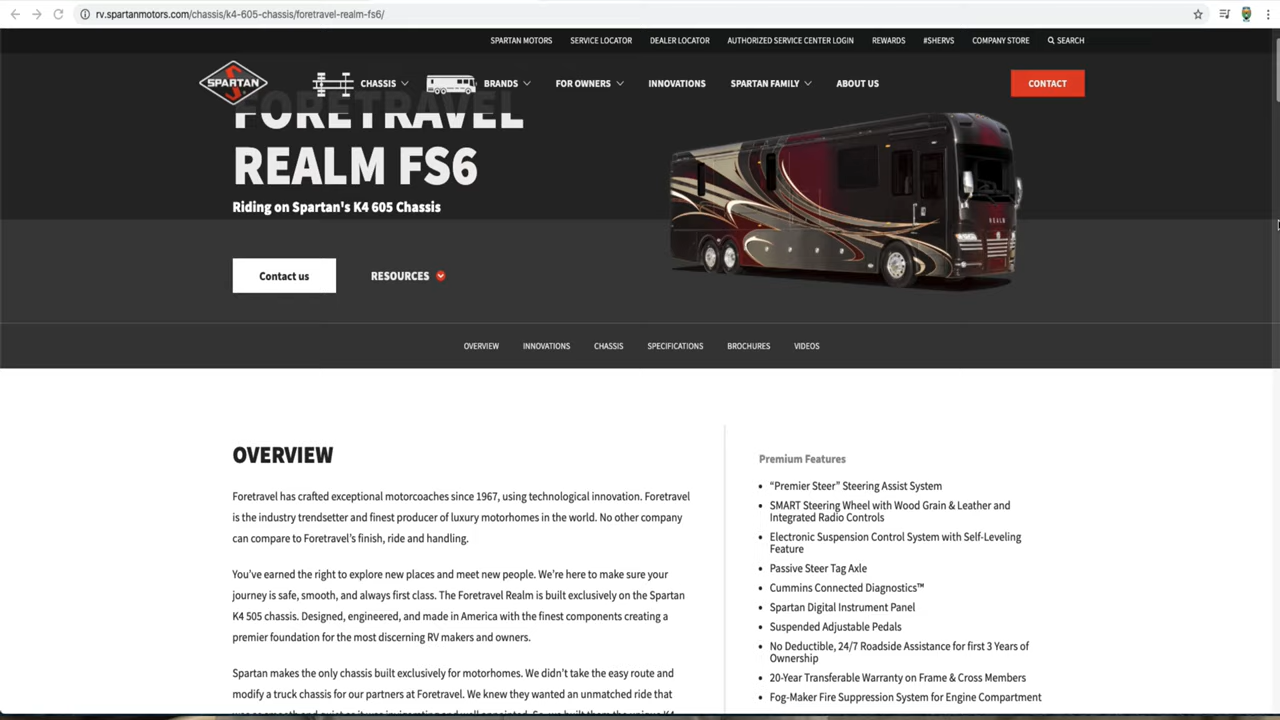 rv.spartanmotors.com/chassis/k4-605-chassis/foretravel-realm-fs6/
SPARTAN MOTORS SERVICE LOCATOR DEALER LOCATOR AUTHORIZED SERVICE CENTER LOGIN REWARDS #SHERVS COMPANY STORE SEARCH
SPARTAN CHASSIS BRANDS FOR OWNERS INNOVATIONS SPARTAN FAMILY ABOUT US CONTACT
FORETRAVEL
REALM FS6
Riding on Spartan's K4 605 Chassis
REALM
Contact us RESOURCES
OVERVIEW INNOVATIONS CHASSIS SPECIFICATIONS BROCHURES VIDEOS
OVERVIEW
Foretravel has crafted exceptional motorcoaches since 1967, using technological innovation. Foretravel
is the industry trendsetter and finest producer of luxury motorhomes in the world. No other company
can compare to Foretravel's finish, ride and handling.
You've earned the right to explore new places and meet new people. We're here to make sure your
journey is safe, smooth, and always first class. The Foretravel Realm is built exclusively on the Spartan
K4 505 chassis. Designed, engineered, and made in America with the finest components creating a
premier foundation for the most discerning RV makers and owners.
Spartan makes the only chassis built exclusively for motorhomes. We didn't take the easy route and
modify a truck chassis for our partners at Foretravel. We knew they wanted an unmatched ride that
Premium Features
"Premier Steer" Steering Assist System
SMART Steering Wheel with Wood Grain & Leather and
Integrated Radio Controls
Electronic Suspension Control System with Self-Leveling
Feature
Passive Steer Tag Axle
Cummins Connected Diagnostics™
Spartan Digital Instrument Panel
Suspended Adjustable Pedals
No Deductible, 24/7 Roadside Assistance for first 3 Years of
Ownership
20-Year Transferable Warranty on Frame & Cross Members
Fog-Maker Fire Suppression System for Engine Compartment